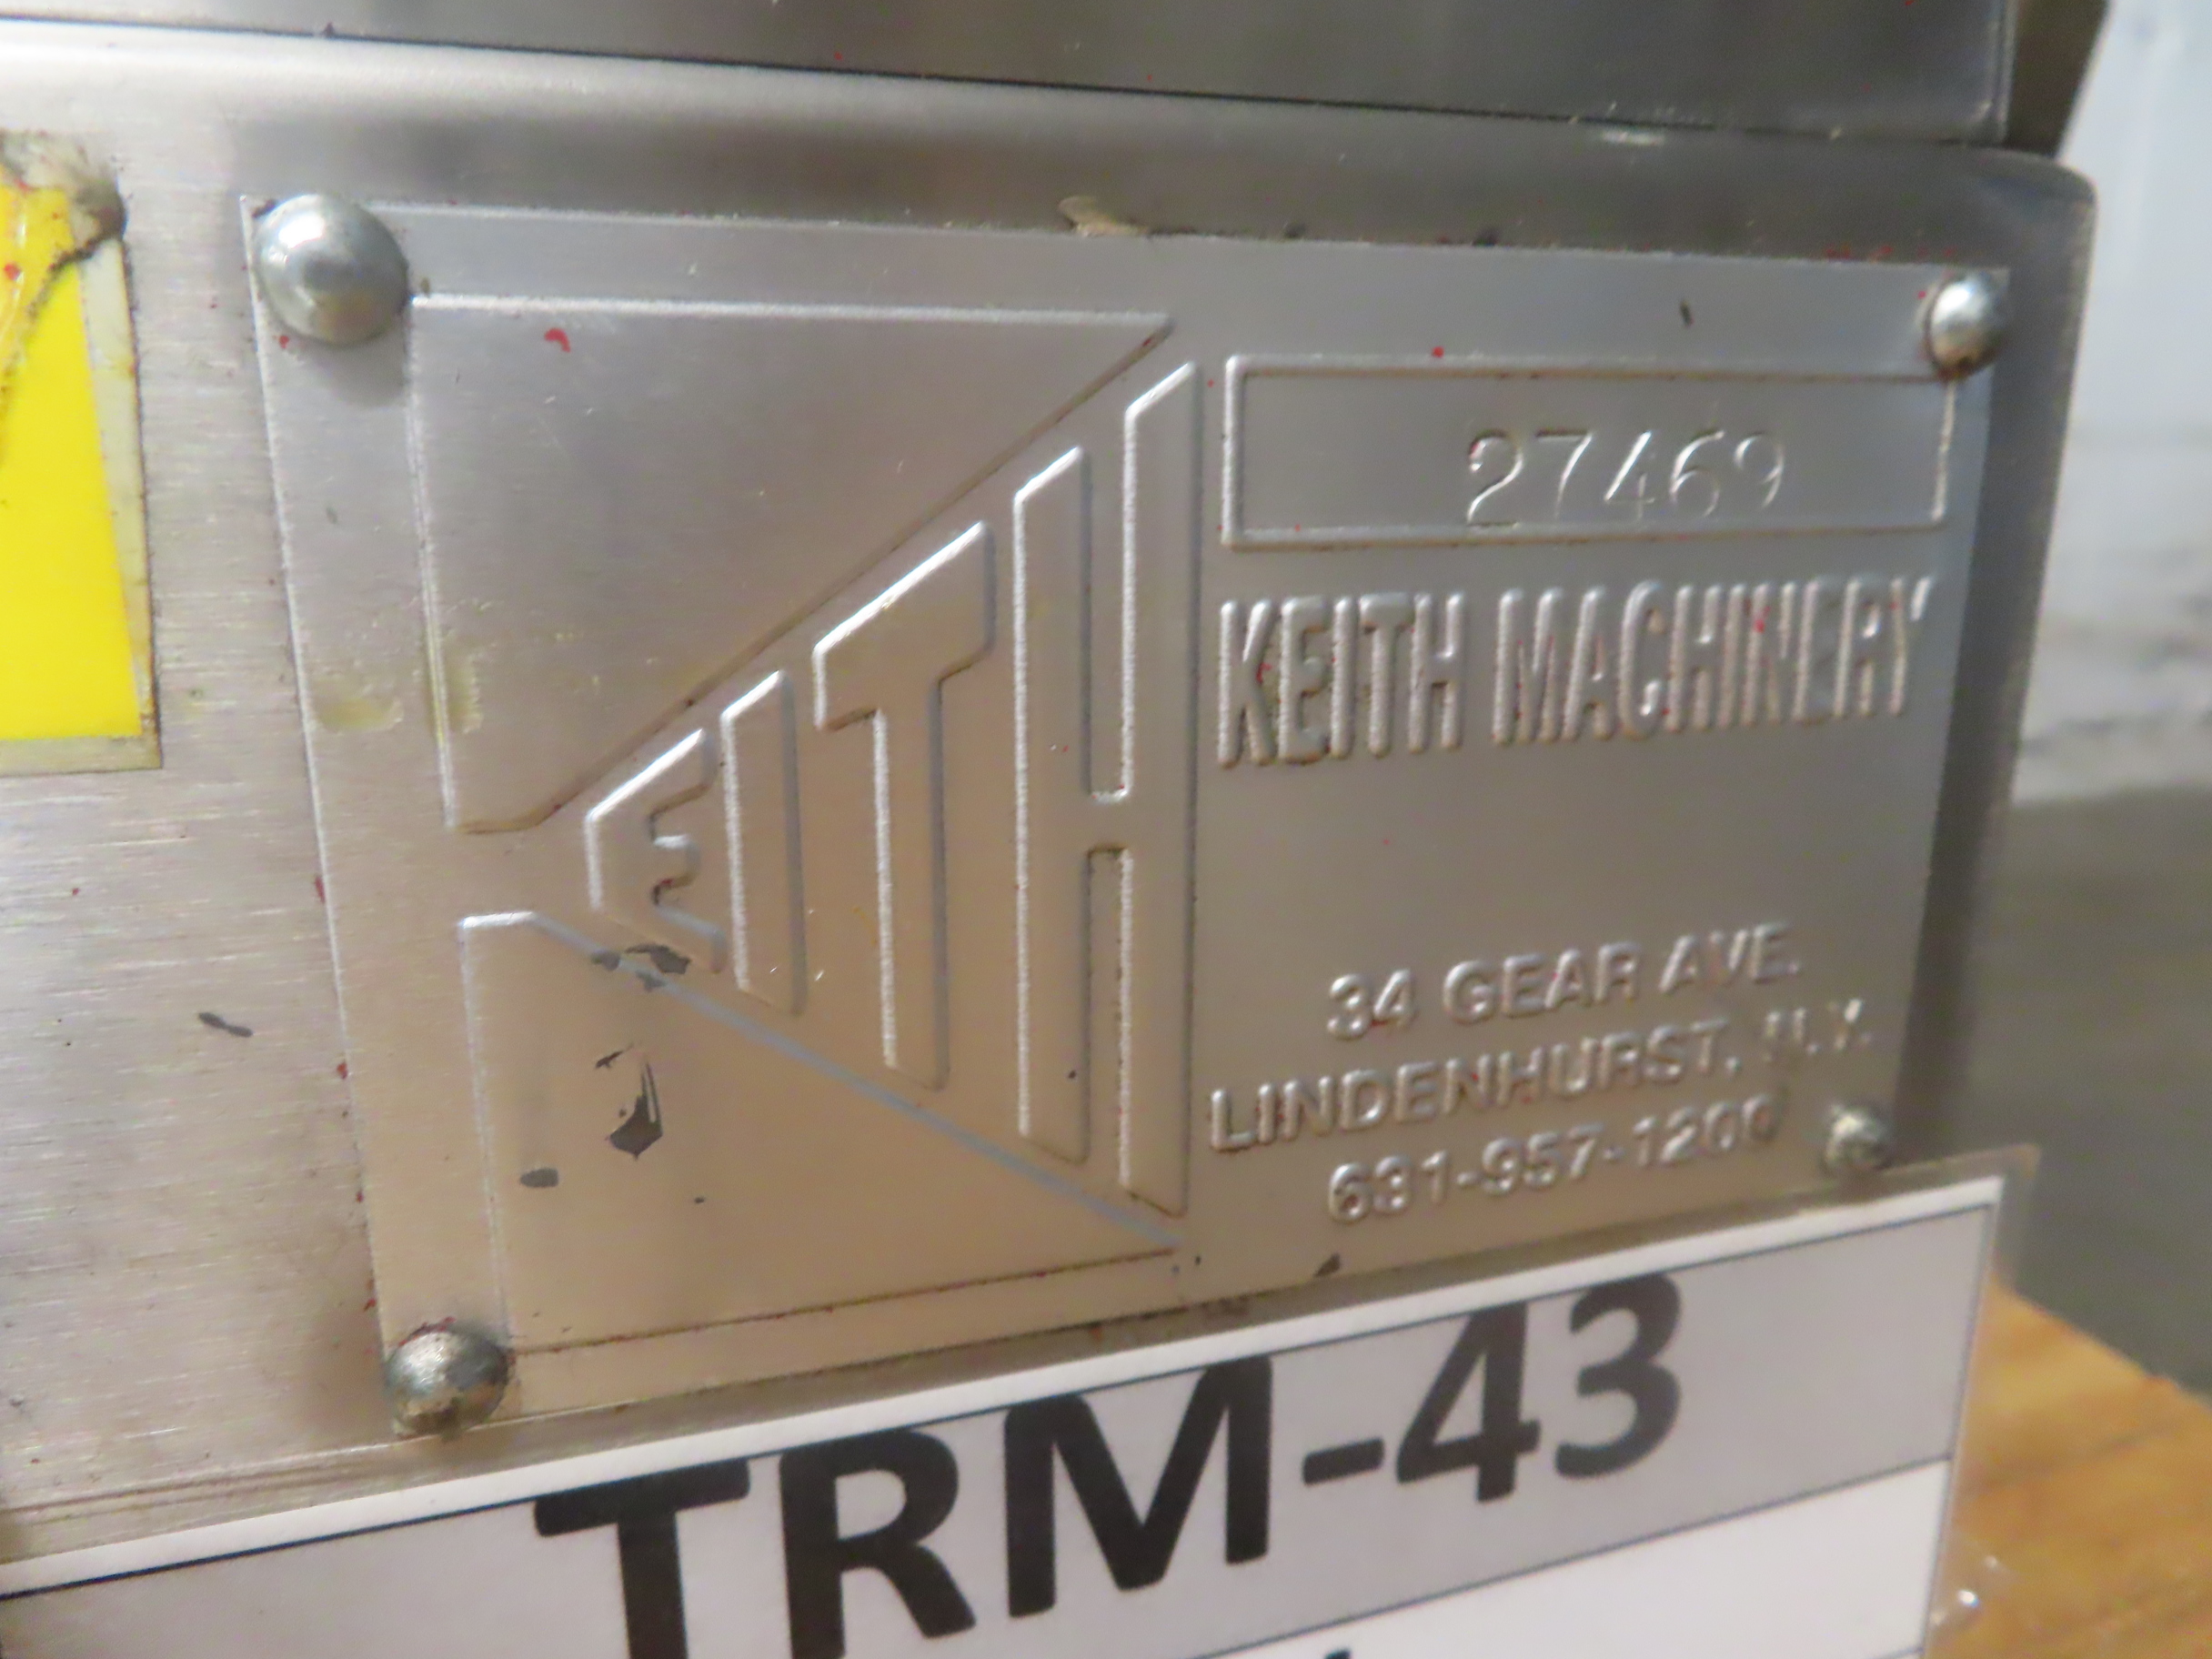 KEITH
27469
KEITH MACHINERY
34 GEAR AVE.
LINDENHURST, N.Y.
631-957-1200
TRM-43